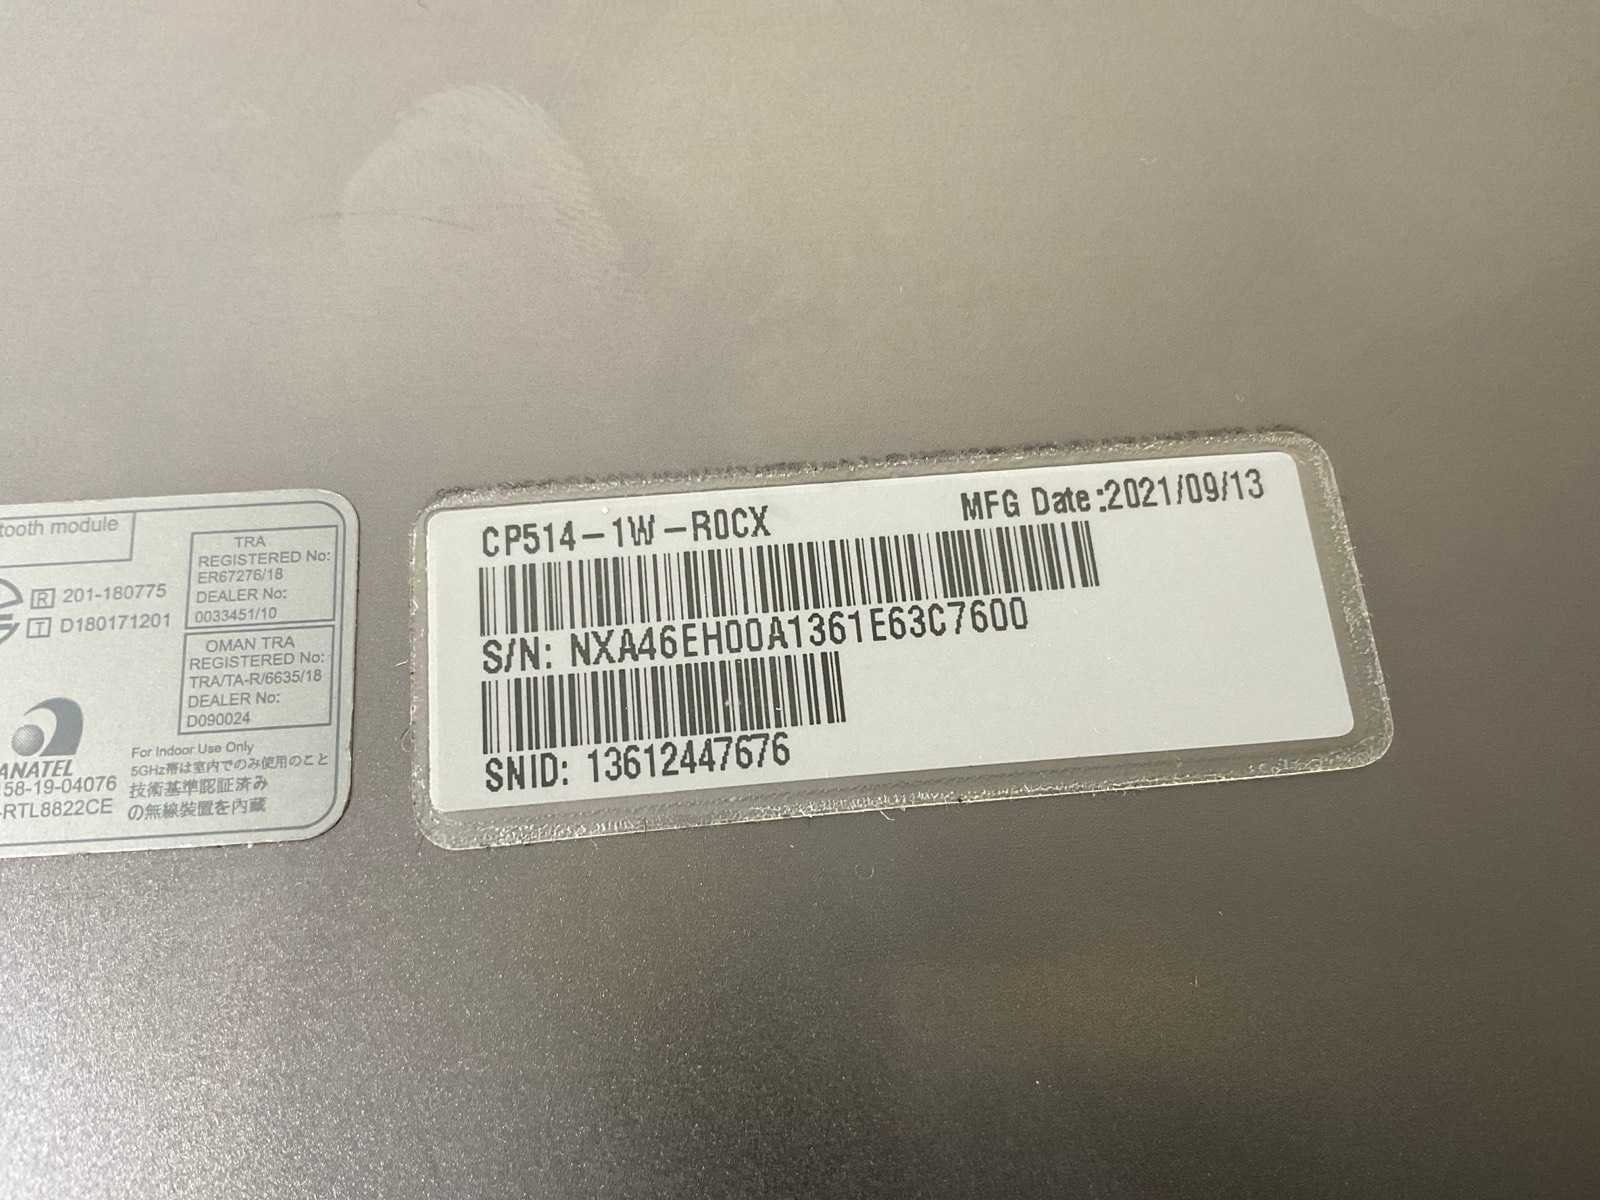 tooth module
R 201-180775
T D180171201
ANATEL
158-19-04076
-RTL8822CE
TRA
REGISTERED No:
ER67276/18
DEALER No:
0033451/10
OMAN TRA
REGISTERED No:
TRA/TA-R/6635/18
DEALER No:
D090024
For Indoor Use Only
5GHz帯は室内でのみ使用のこと
技術基準認証済み
の無線装置を内蔵
CP514-1W-R0CX
MFG Date:2021/09/13
S/N: NXA46EH00A1361E63C7600
SNID: 13612447676